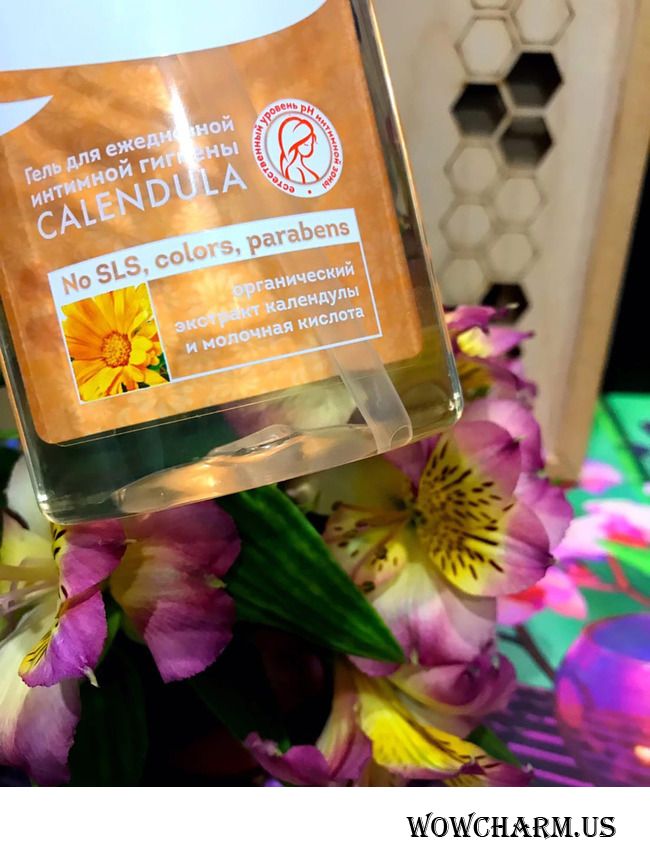 Гель для ежедневной
интимной гигиены
CALENDULA
естественный уровень pH интимной зоны •
No SLS, colors, parabens
органический
экстракт календулы
и молочная кислота
WOWCHARM.US